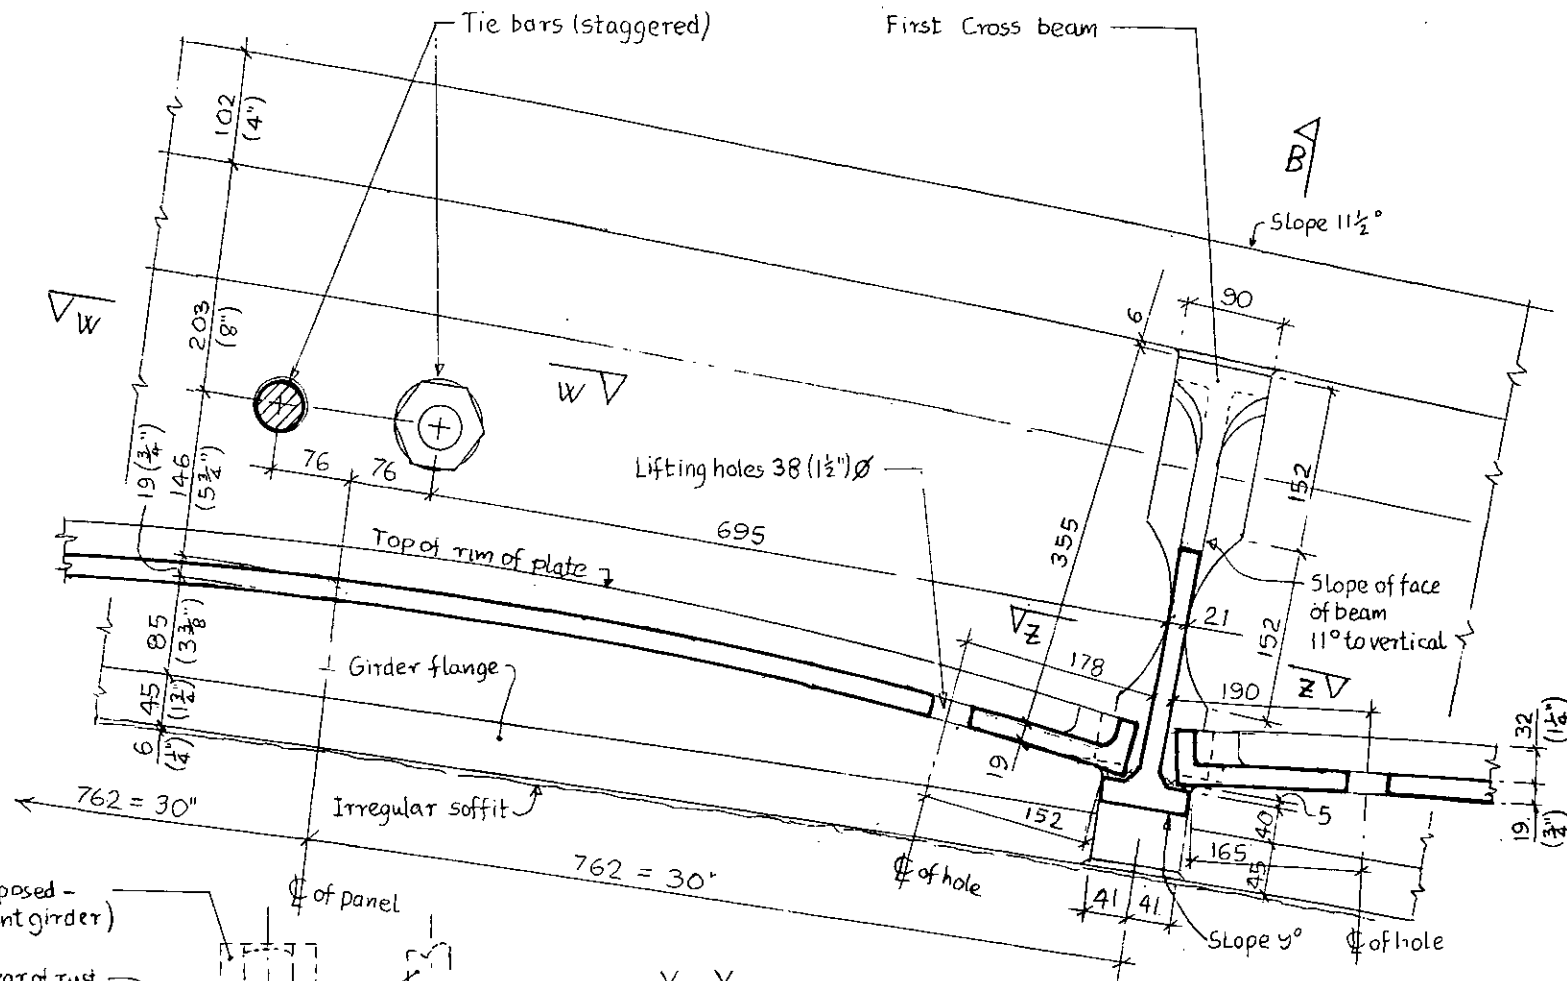 Tie bars (staggered)
First Cross beam
102
(4")
B
Slope 11½°
W
203
(8")
W
6
90
19 (¾")
146
(5¾")
76
76
Lifting holes 38 (1½")Ø
695
355
152
Top of rim of plate
Slope of face
of beam
11° to vertical
21
152
Z
178
Z
190
85
(3⅜")
Girder flange
45
(1¾")
6
(¼")
19
32
(1¼")
762 = 30"
Irregular soffit
152
5
40
165
45
19
(¾")
762 = 30"
℄ of hole
℄ of panel
41
41
Slope y°
℄ of hole
posed -
nt girder)